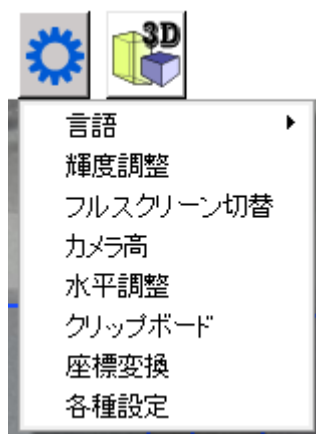 3D
言語
輝度調整
フルスクリーン切替
カメラ高
水平調整
クリップボード
座標変換
各種設定